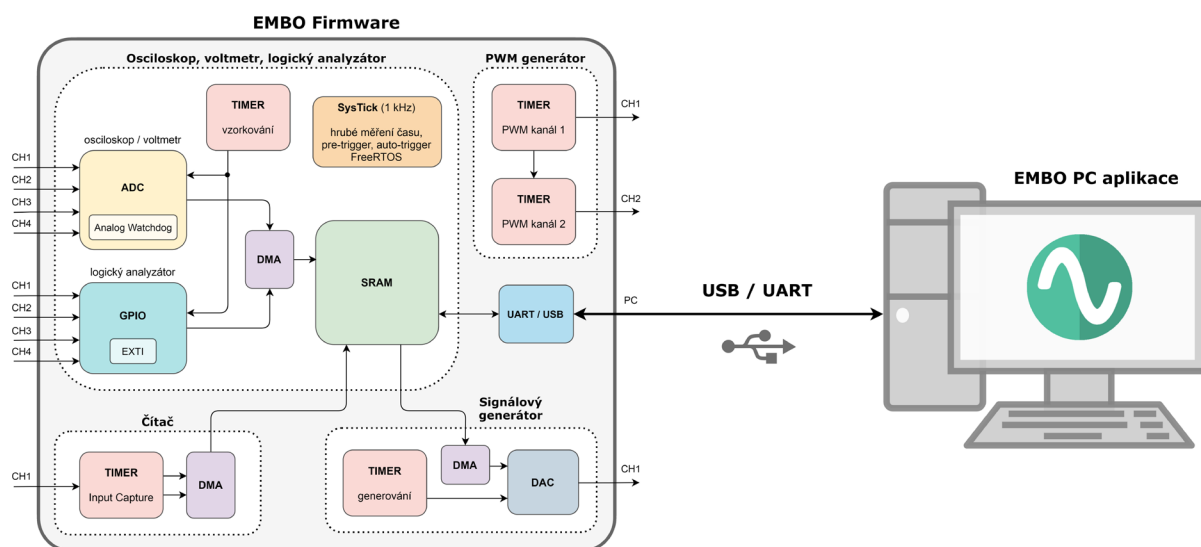 EMBO Firmware
Osciloskop, voltmetr, logický analyzátor
TIMER
vzorkování
SysTick (1 kHz)
hrubé měření času,
pre-trigger, auto-trigger
FreeRTOS
osciloskop / voltmetr
CH1
CH2
CH3
CH4
ADC
Analog Watchdog
DMA
SRAM
logický analyzátor
CH1
CH2
CH3
CH4
GPIO
EXTI
PWM generátor
TIMER
PWM kanál 1
CH1
TIMER
PWM kanál 2
CH2
UART / USB
PC
USB / UART
EMBO PC aplikace
Čítač
CH1
TIMER
Input Capture
DMA
Signálový
generátor
TIMER
generování
DMA
DAC
CH1